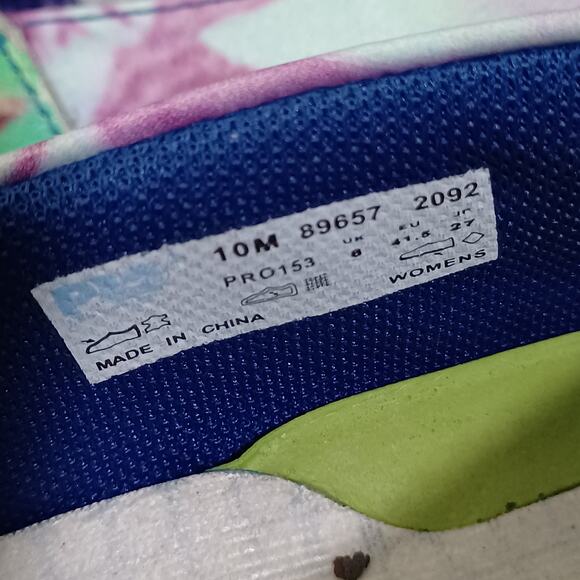 10M 89657 2092
PRO153 UK 8 EU 41.5 JP 27
WOMENS
MADE IN CHINA